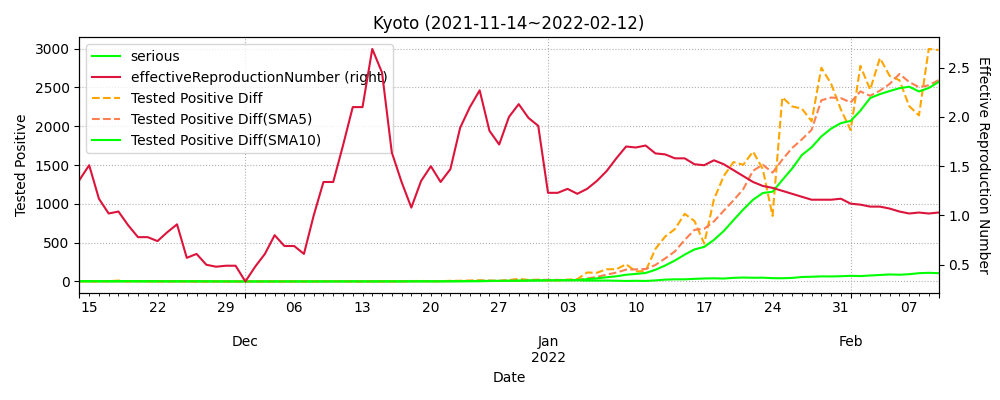 Kyoto (2021-11-14~2022-02-12)
serious
effectiveReproductionNumber (right)
Tested Positive Diff
Tested Positive Diff(SMA5)
Tested Positive Diff(SMA10)
Tested Positive
3000
2500
2000
1500
1000
500
0
2.5
2.0
1.5
1.0
0.5
Effective Reproduction Number
15 22 29 06 13 20 27 03 10 17 24 31 07
Dec Jan Feb
2022
Date